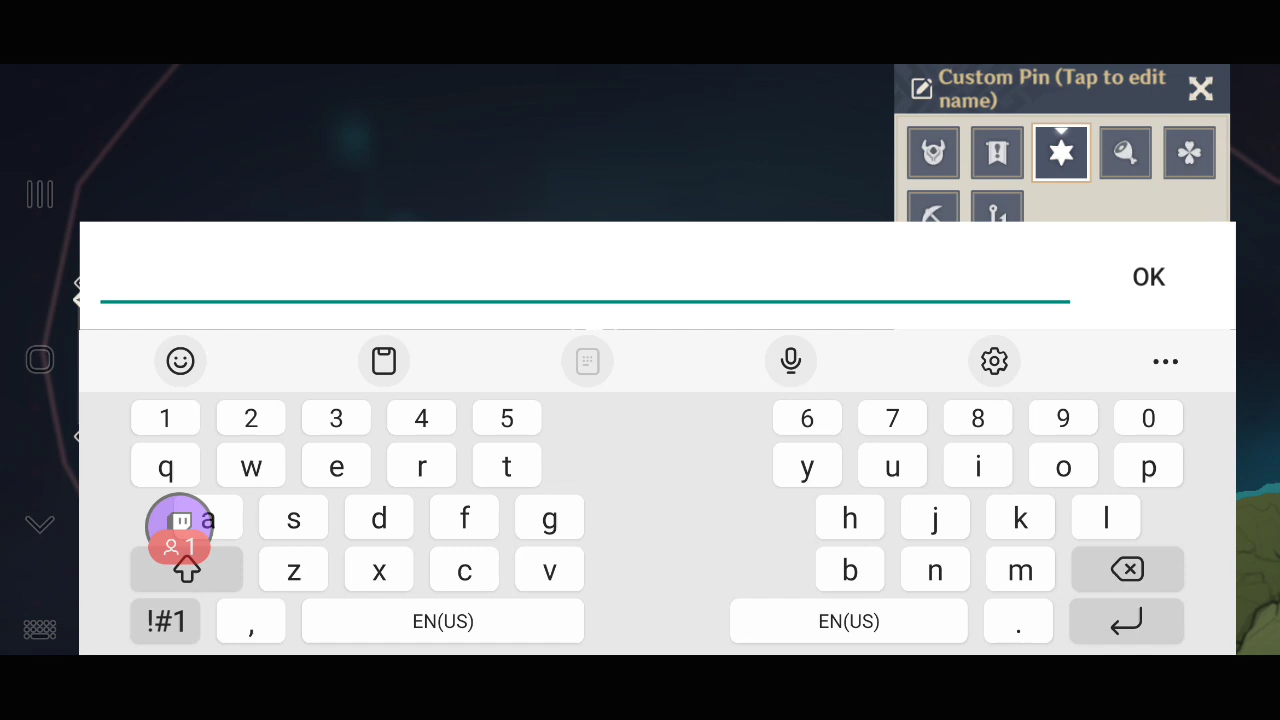 Custom Pin (Tap to edit
name)
OK
1 2 3 4 5 6 7 8 9 0
q w e r t y u i o p
a s d f g h j k l
1
z x c v b n m
!#1 , EN(US) EN(US) .